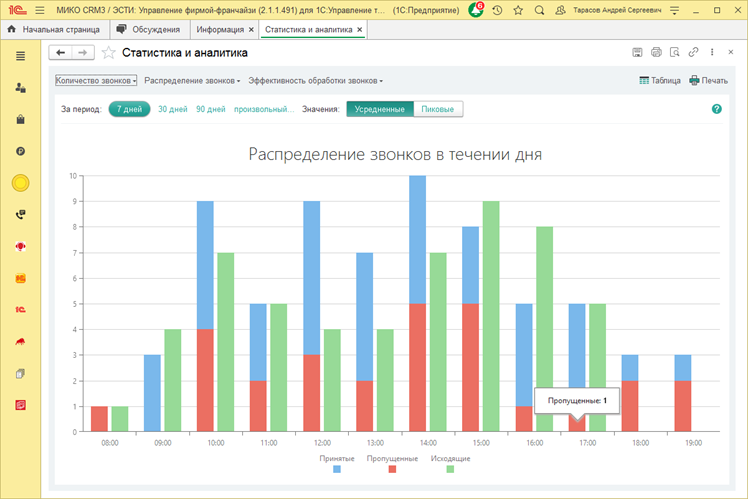 1С МИКО CRM3 / ЭСТИ: Управление фирмой-франчайзи (2.1.1.491) для 1С:Управление т... (1С:Предприятие) 6 Тарасов Андрей Сергеевич
Начальная страница Обсуждения Информация × Статистика и аналитика ×
Статистика и аналитика
Количество звонков Распределение звонков Эффективность обработки звонков Таблица Печать
За период: 7 дней 30 дней 90 дней произвольный... Значения: Усредненные Пиковые ?
Распределение звонков в течении дня
10
9
8
7
6
5
4
3
2
1
0
Пропущенные: 1
08:00 09:00 10:00 11:00 12:00 13:00 14:00 15:00 16:00 17:00 18:00 19:00
Принятые Пропущенные Исходящие
1С